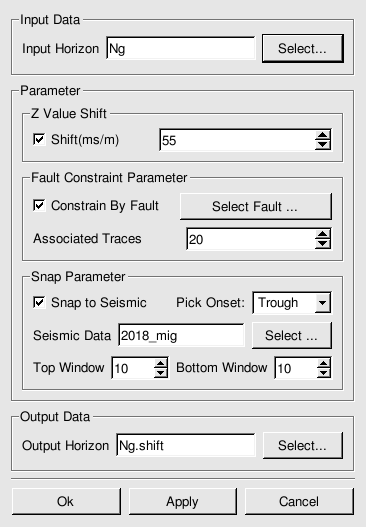 Input Data
Input Horizon Ng Select...
Parameter
Z Value Shift
Shift(ms/m) 55
Fault Constraint Parameter
Constrain By Fault Select Fault ...
Associated Traces 20
Snap Parameter
Snap to Seismic Pick Onset: Trough
Seismic Data 2018_mig Select ...
Top Window 10 Bottom Window 10
Output Data
Output Horizon Ng.shift Select...
Ok Apply Cancel